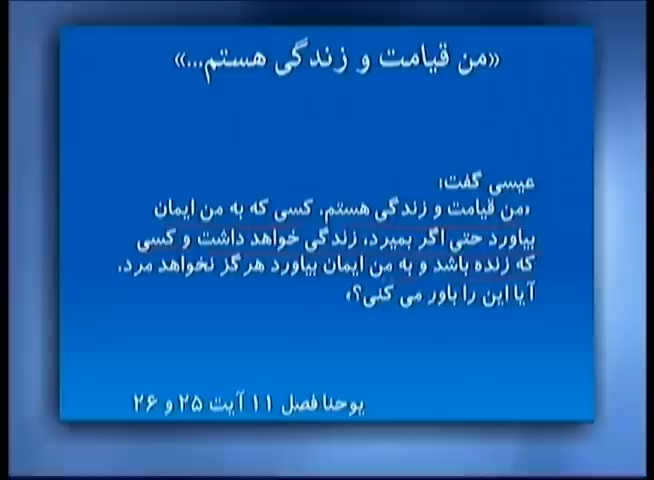 «من قیامت و زندگی هستم...»
عیسی گفت:
«من قیامت و زندگی هستم. کسی که به من ایمان
بیاورد حتی اگر بمیرد، زندگی خواهد داشت و کسی
که زنده باشد و به من ایمان بیاورد هرگز نخواهد مرد.
آیا این را باور می کنی؟»
یوحنا فصل ۱۱ آیت ۲۵ و ۲۶